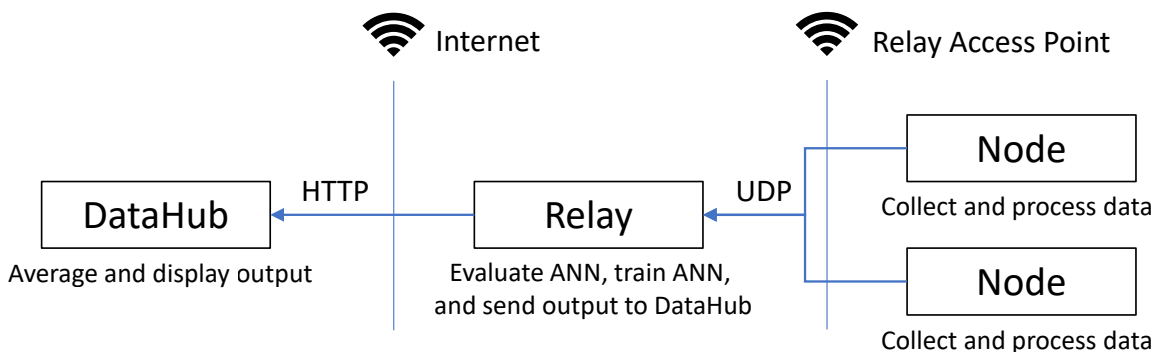 Internet
Relay Access Point
Node
Collect and process data
HTTP
UDP
DataHub
Relay
Average and display output
Evaluate ANN, train ANN,
and send output to DataHub
Node
Collect and process data